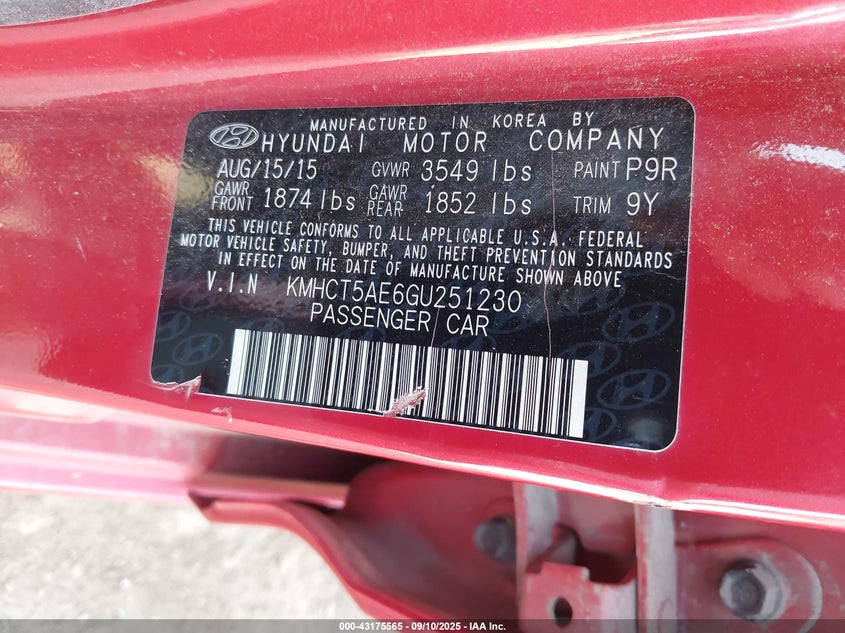 MANUFACTURED IN KOREA BY
HYUNDAI MOTOR COMPANY
AUG/15/15 GVWR 3549 lbs PAINT P9R
GAWR FRONT 1874 lbs GAWR REAR 1852 lbs TRIM 9Y
THIS VEHICLE CONFORMS TO ALL APPLICABLE U.S.A. FEDERAL
MOTOR VEHICLE SAFETY, BUMPER, AND THEFT PREVENTION STANDARDS
IN EFFECT ON THE DATE OF MANUFACTURE SHOWN ABOVE
V.I.N KMHCT5AE6GU251230
PASSENGER CAR
000-43175565 - 09/10/2025 - IAA Inc.